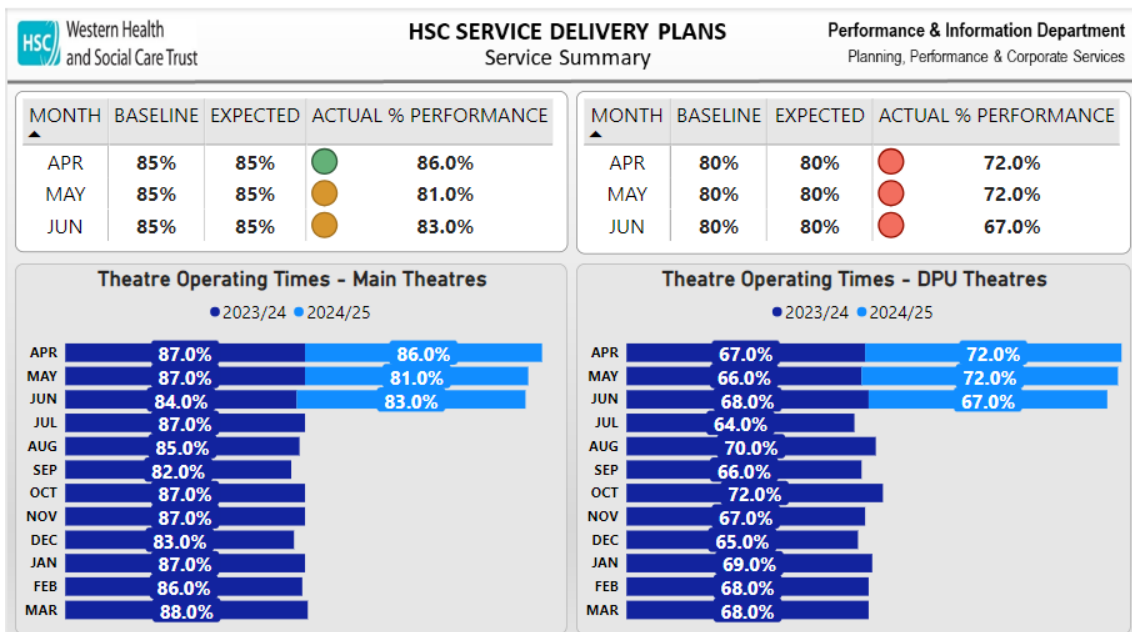 HSC
Western Health
and Social Care Trust
HSC SERVICE DELIVERY PLANS
Service Summary
Performance & Information Department
Planning, Performance & Corporate Services
MONTH BASELINE EXPECTED ACTUAL % PERFORMANCE
APR 85% 85% 86.0%
MAY 85% 85% 81.0%
JUN 85% 85% 83.0%
MONTH BASELINE EXPECTED ACTUAL % PERFORMANCE
APR 80% 80% 72.0%
MAY 80% 80% 72.0%
JUN 80% 80% 67.0%
Theatre Operating Times - Main Theatres
2023/24 2024/25
APR 87.0% 86.0%
MAY 87.0% 81.0%
JUN 84.0% 83.0%
JUL 87.0%
AUG 85.0%
SEP 82.0%
OCT 87.0%
NOV 87.0%
DEC 83.0%
JAN 87.0%
FEB 86.0%
MAR 88.0%
Theatre Operating Times - DPU Theatres
2023/24 2024/25
APR 67.0% 72.0%
MAY 66.0% 72.0%
JUN 68.0% 67.0%
JUL 64.0%
AUG 70.0%
SEP 66.0%
OCT 72.0%
NOV 67.0%
DEC 65.0%
JAN 69.0%
FEB 68.0%
MAR 68.0%